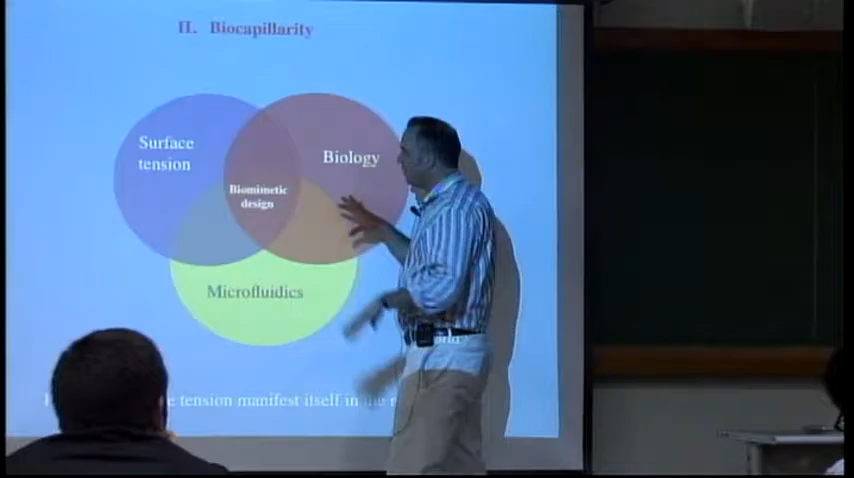 II. Biocapillarity
Surface
tension
Biology
Biomimetic
design
Microfluidics
tension manifest itself in the